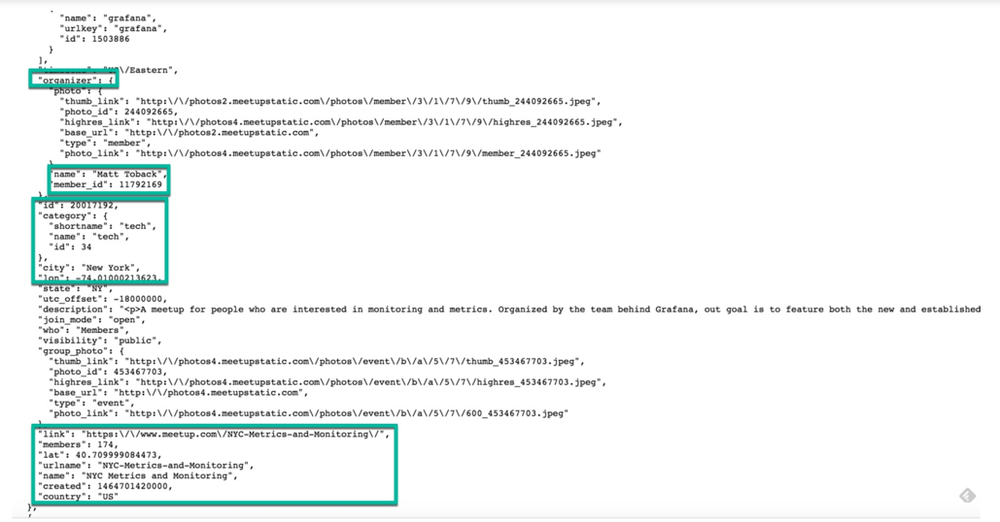 "name": "grafana",
"urlkey": "grafana",
"id": 1503886
}
],
\/Eastern",
"organizer": {
"photo": {
"thumb_link": "http:\/\/photos2.meetupstatic.com\/photos\/member\/3\/1\/7\/9\/thumb_244092665.jpeg",
"photo_id": 244092665,
"highres_link": "http:\/\/photos4.meetupstatic.com\/photos\/member\/3\/1\/7\/9\/highres_244092665.jpeg",
"base_url": "http:\/\/photos2.meetupstatic.com",
"type": "member",
"photo_link": "http:\/\/photos4.meetupstatic.com\/photos\/member\/3\/1\/7\/9\/member_244092665.jpeg"
"name": "Matt Toback",
"member_id": 11792169
},
"id": 20017192,
"category": {
"shortname": "tech",
"name": "tech",
"id": 34
},
"city": "New York",
"lon": -74.01000213623,
"state": "NY",
"utc_offset": -18000000,
"description": "<p>A meetup for people who are interested in monitoring and metrics. Organized by the team behind Grafana, out goal is to feature both the new and established
"join_mode": "open",
"who": "Members",
"visibility": "public",
"group_photo": {
"thumb_link": "http:\/\/photos4.meetupstatic.com\/photos\/event\/b\/a\/5\/7\/thumb_453467703.jpeg",
"photo_id": 453467703,
"highres_link": "http:\/\/photos4.meetupstatic.com\/photos\/event\/b\/a\/5\/7\/highres_453467703.jpeg",
"base_url": "http:\/\/photos4.meetupstatic.com",
"type": "event",
"photo_link": "http:\/\/photos4.meetupstatic.com\/photos\/event\/b\/a\/5\/7\/600_453467703.jpeg"
"link": "https:\/\/www.meetup.com\/NYC-Metrics-and-Monitoring\/",
"members": 174,
"lat": 40.709999084473,
"urlname": "NYC-Metrics-and-Monitoring",
"name": "NYC Metrics and Monitoring",
"created": 1464701420000,
"country": "US"
},